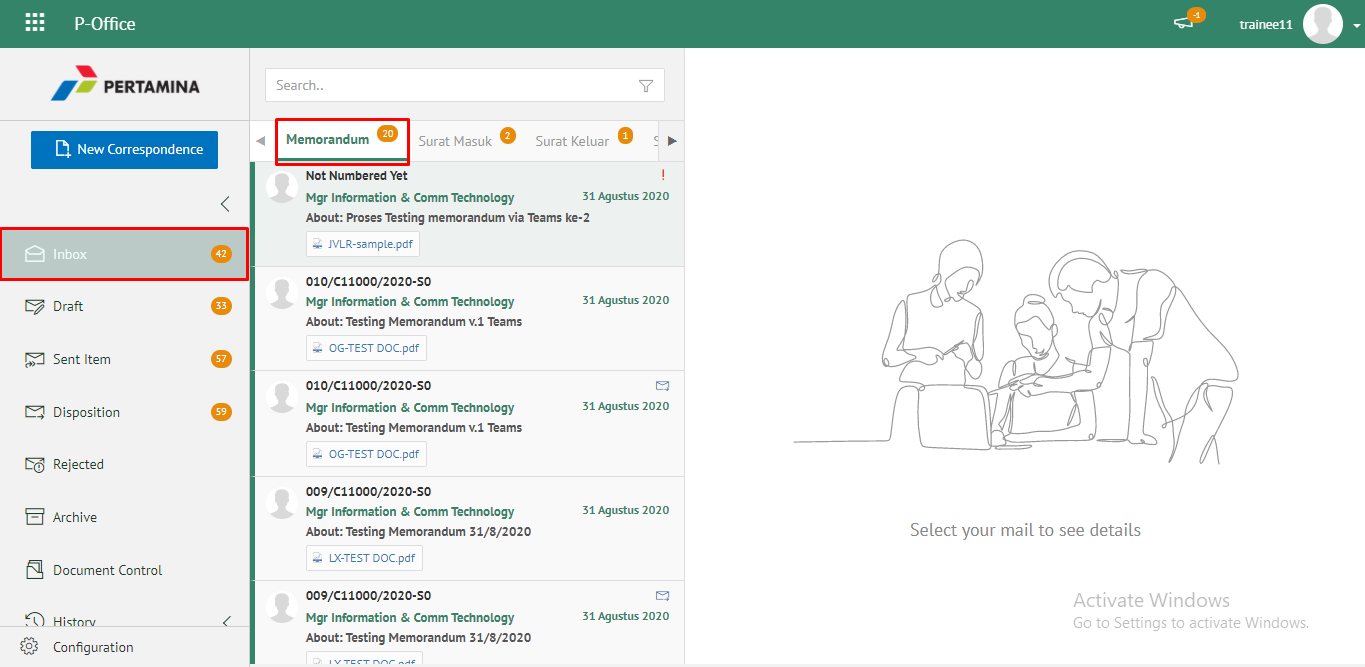 P-Office
-1
trainee11
PERTAMINA
New Correspondence
Inbox 42
Draft 33
Sent Item 57
Disposition 59
Rejected
Archive
Document Control
History
Configuration
Search..
Memorandum 20
Surat Masuk 2
Surat Keluar 1
S
Not Numbered Yet !
Mgr Information & Comm Technology 31 Agustus 2020
About: Proses Testing memorandum via Teams ke-2
JVLR-sample.pdf
010/C11000/2020-S0
Mgr Information & Comm Technology 31 Agustus 2020
About: Testing Memorandum v.1 Teams
OG-TEST DOC.pdf
010/C11000/2020-S0
Mgr Information & Comm Technology 31 Agustus 2020
About: Testing Memorandum v.1 Teams
OG-TEST DOC.pdf
009/C11000/2020-S0
Mgr Information & Comm Technology 31 Agustus 2020
About: Testing Memorandum 31/8/2020
LX-TEST DOC.pdf
009/C11000/2020-S0
Mgr Information & Comm Technology 31 Agustus 2020
About: Testing Memorandum 31/8/2020
LX-TEST DOC.pdf
Select your mail to see details
Activate Windows
Go to Settings to activate Windows.